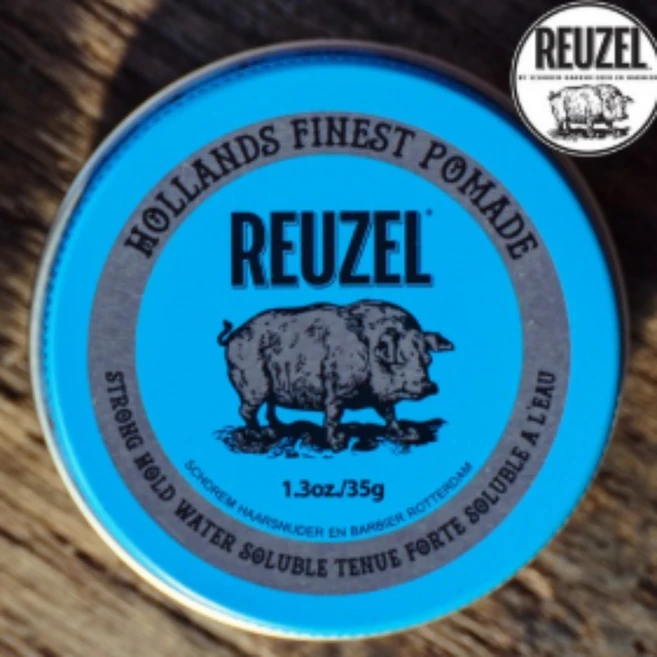 REUZEL
HOLLANDS FINEST POMADE
REUZEL
1.3oz./35g
SCHOREM HAARSNIJDER EN BARBIER ROTTERDAM
STRONG HOLD WATER SOLUBLE TENUE FORTE SOLUBLE A L'EAU